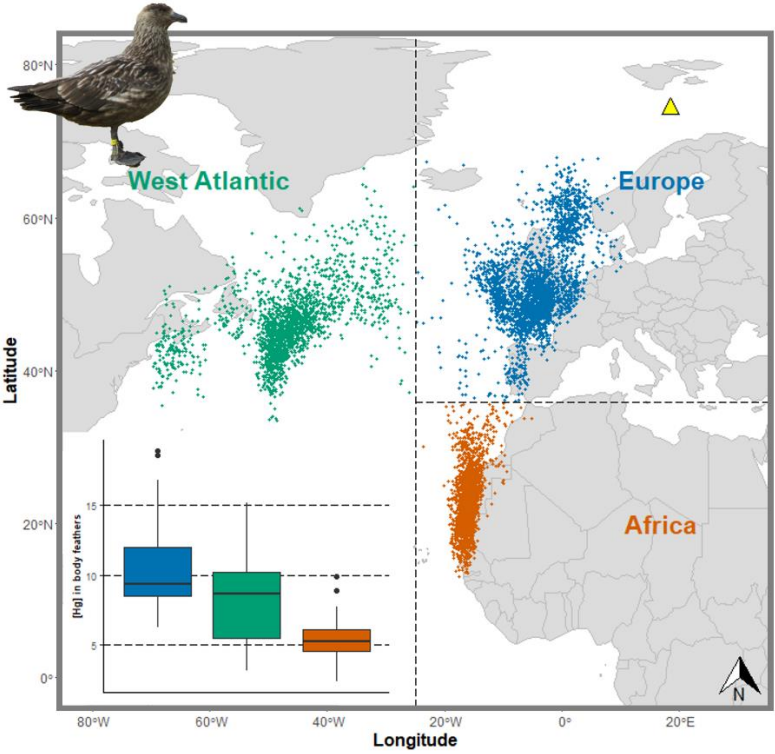 80°N
West Atlantic
Europe
60°N
Latitude
40°N
[Hg] in body feathers
15
10
5
Africa
20°N
0°
N
80°W
60°W
40°W
20°W
0°
20°E
Longitude